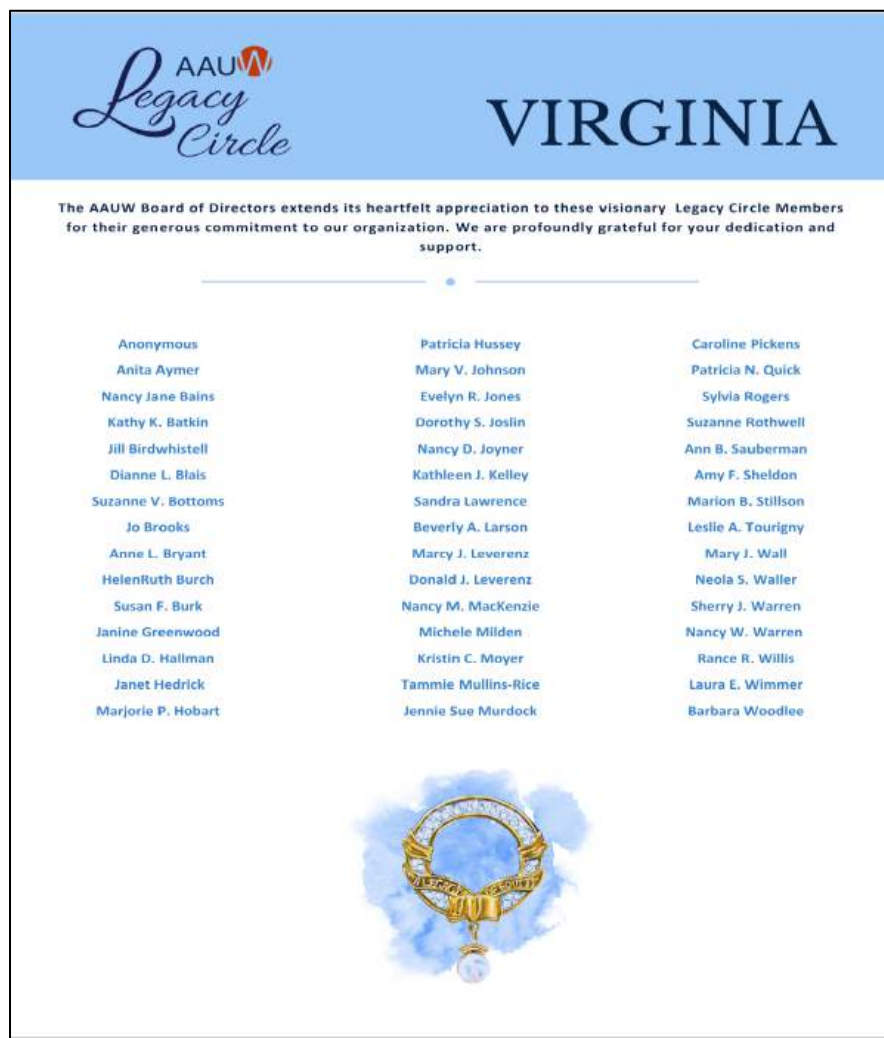 AAUW
Legacy
Circle
VIRGINIA
The AAUW Board of Directors extends its heartfelt appreciation to these visionary Legacy Circle Members
for their generous commitment to our organization. We are profoundly grateful for your dedication and
support.
Anonymous
Anita Aymer
Nancy Jane Bains
Kathy K. Batkin
Jill Birdwhistell
Dianne L. Blais
Suzanne V. Bottoms
Jo Brooks
Anne L. Bryant
HelenRuth Burch
Susan F. Burk
Janine Greenwood
Linda D. Hallman
Janet Hedrick
Marjorie P. Hobart
Patricia Hussey
Mary V. Johnson
Evelyn R. Jones
Dorothy S. Joslin
Nancy D. Joyner
Kathleen J. Kelley
Sandra Lawrence
Beverly A. Larson
Marcy J. Leverenz
Donald J. Leverenz
Nancy M. MacKenzie
Michele Milden
Kristin C. Moyer
Tammie Mullins-Rice
Jennie Sue Murdock
Caroline Pickens
Patricia N. Quick
Sylvia Rogers
Suzanne Rothwell
Ann B. Sauberman
Amy F. Sheldon
Marion B. Stillson
Leslie A. Tourigny
Mary J. Wall
Neola S. Waller
Sherry J. Warren
Nancy W. Warren
Rance R. Willis
Laura E. Wimmer
Barbara Woodlee
A LEGACY OF EQUITY